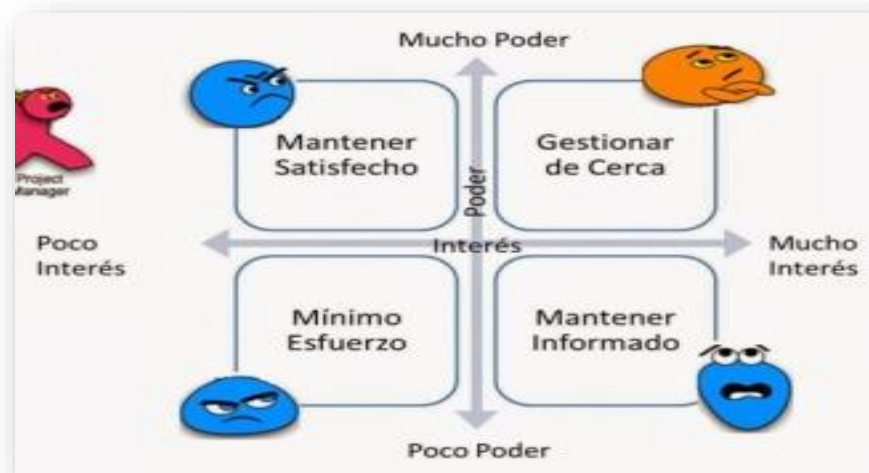 Mucho Poder
Mantener
Satisfecho
Gestionar
de Cerca
Project
Manager
Poder
Poco
Interés
Interés
Mucho
Interés
Mínimo
Esfuerzo
Mantener
Informado
Poco Poder